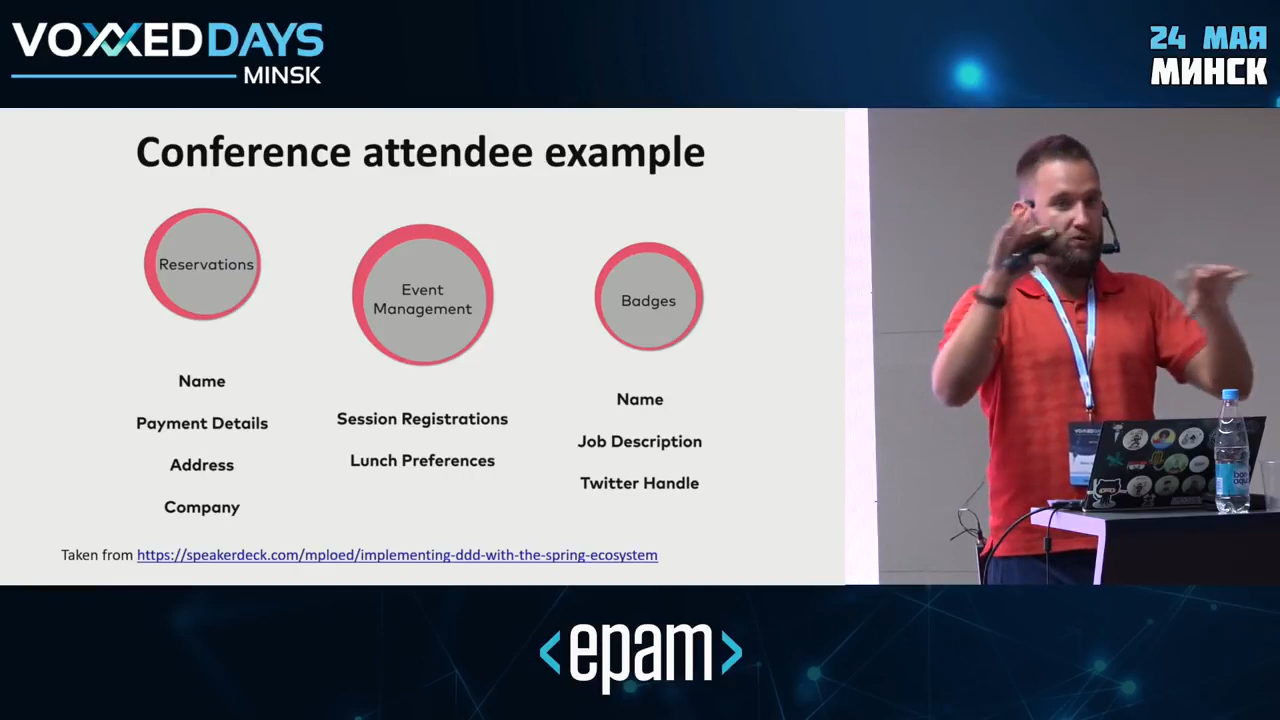 VOXXED DAYS
MINSK
24 МАЯ
МИНСК
Conference attendee example
Reservations
Event
Management
Badges
Name
Payment Details
Address
Company
Session Registrations
Lunch Preferences
Name
Job Description
Twitter Handle
Taken from https://speakerdeck.com/mploed/implementing-ddd-with-the-spring-ecosystem
<epam>